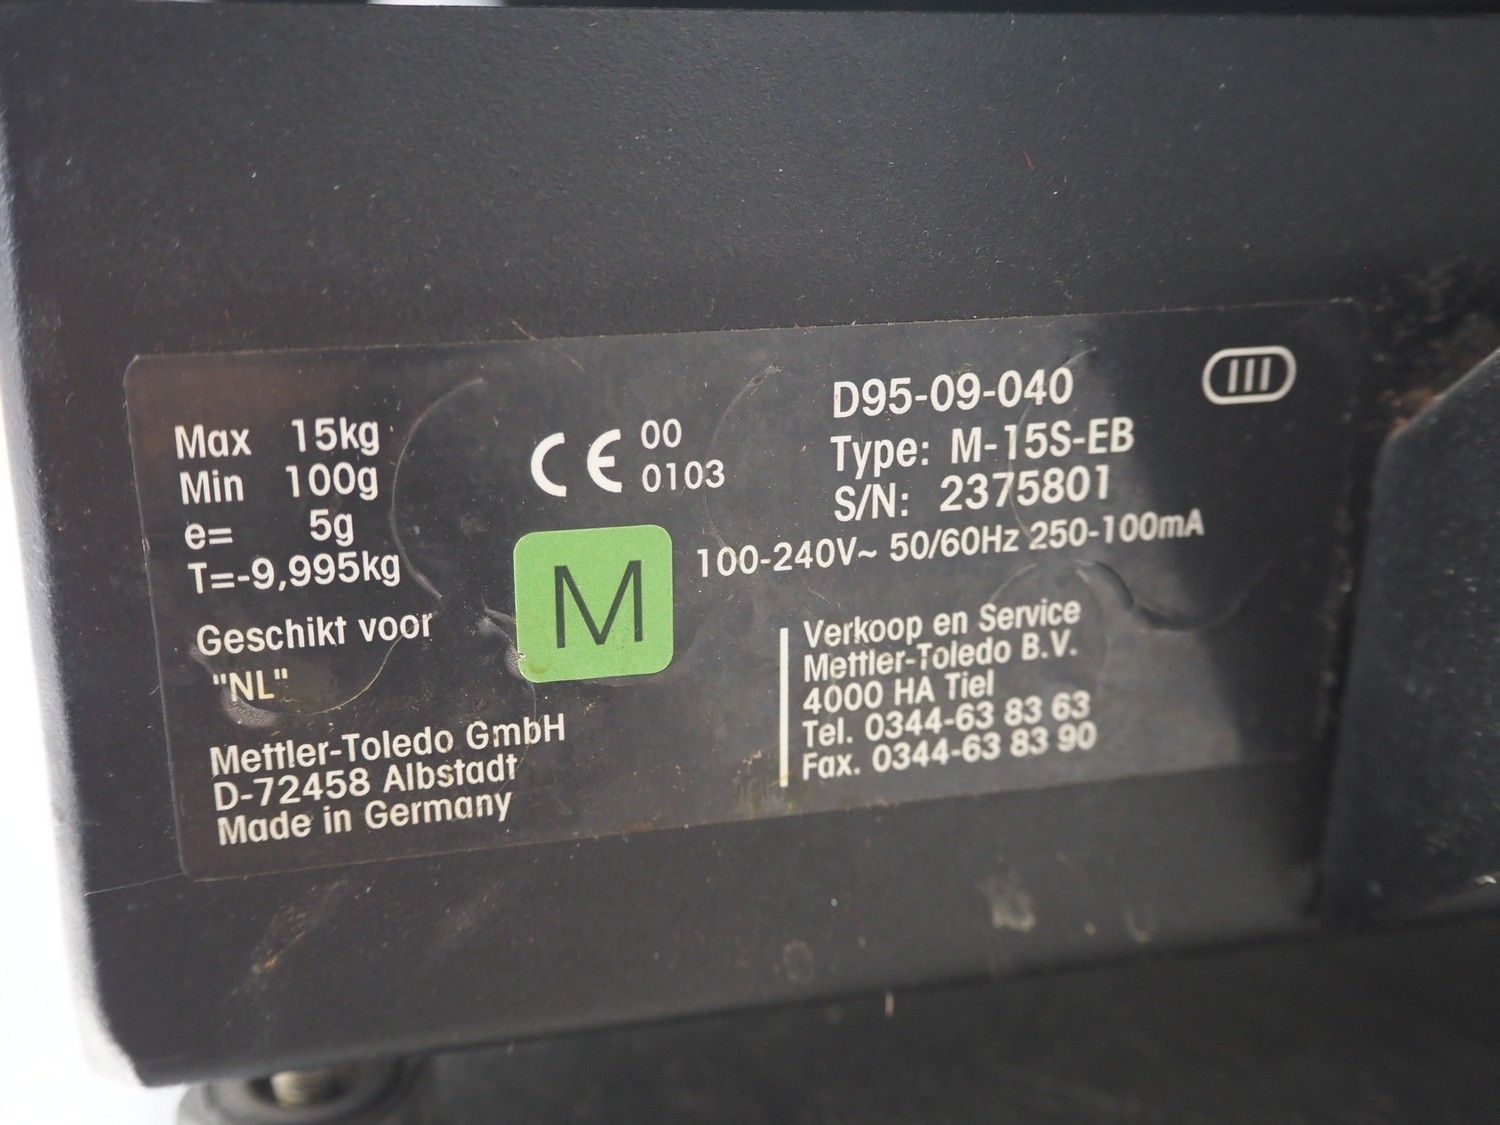 Max 15kg
Min 100g
e= 5g
T=-9,995kg
Geschikt voor
"NL"
Mettler-Toledo GmbH
D-72458 Albstadt
Made in Germany
CE 00
0103
M
D95-09-040
III
Type: M-15S-EB
S/N: 2375801
100-240V~ 50/60Hz 250-100mA
Verkoop en Service
Mettler-Toledo B.V.
4000 HA Tiel
Tel. 0344-63 83 63
Fax. 0344-63 83 90